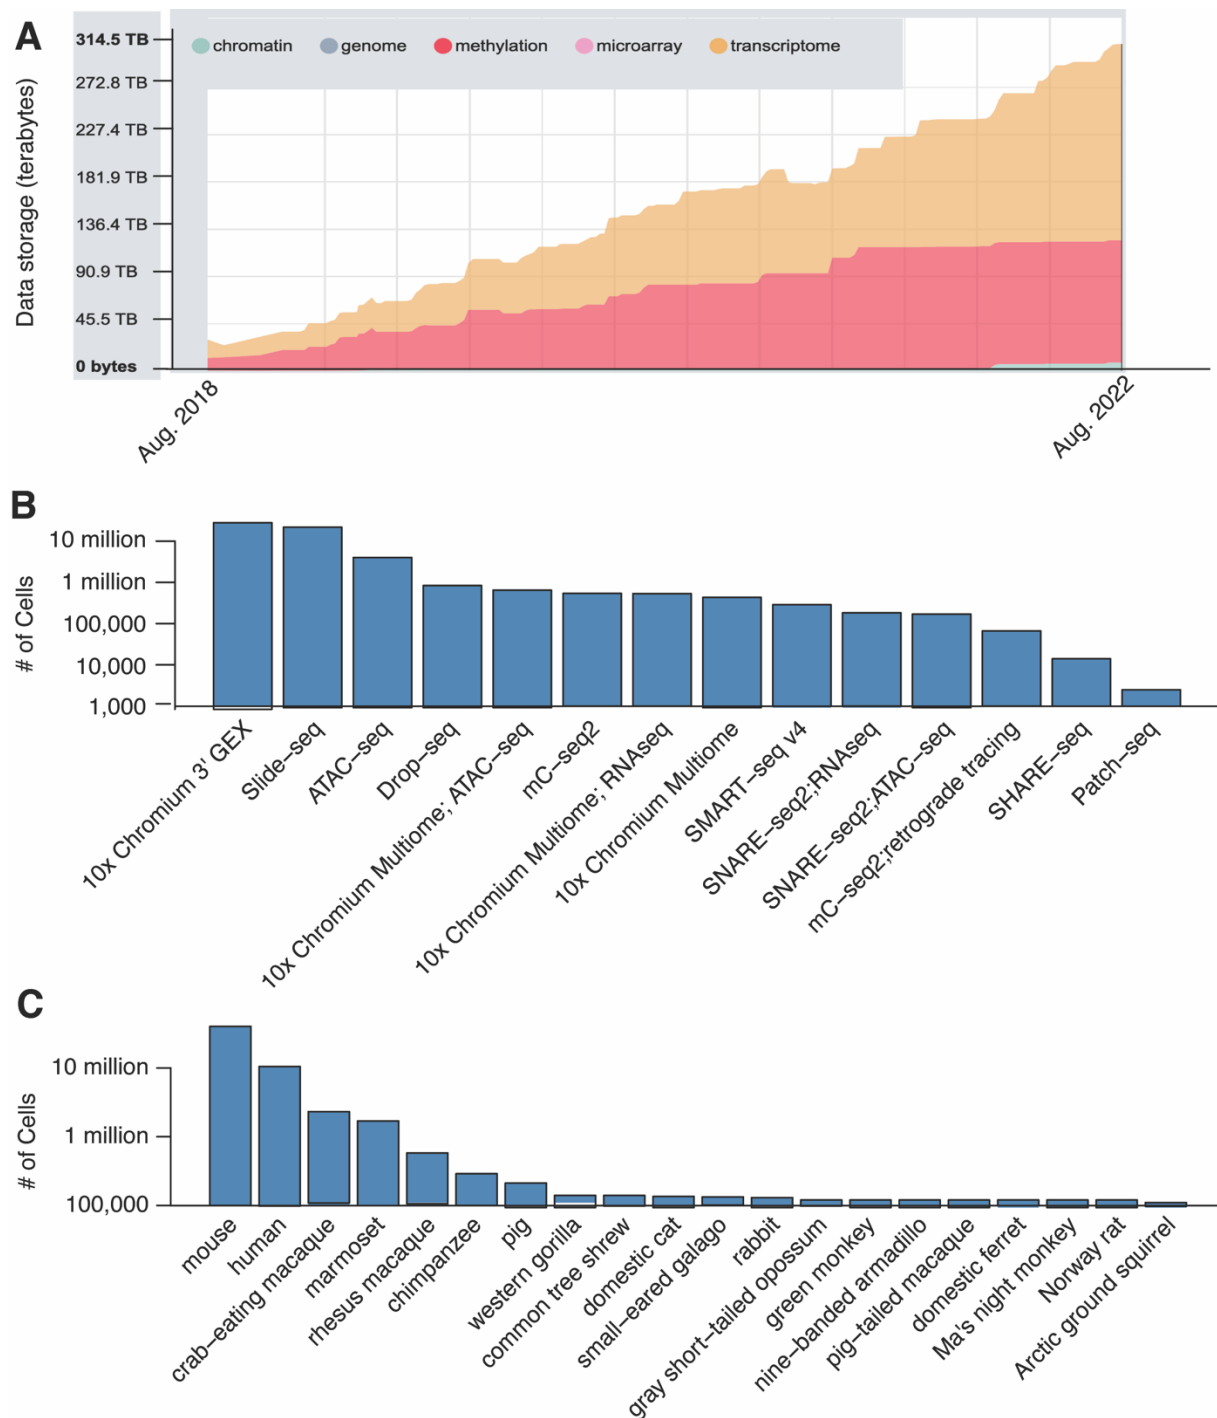 A
Data storage (terabytes)
314.5 TB
272.8 TB
227.4 TB
181.9 TB
136.4 TB
90.9 TB
45.5 TB
0 bytes
chromatin genome methylation microarray transcriptome
Aug. 2018
Aug. 2022
B
# of Cells
10 million
1 million
100,000
10,000
1,000
10x Chromium 3' GEX
Slide-seq
ATAC-seq
Drop-seq
10x Chromium Multiome; ATAC-seq
mC-seq2
10x Chromium Multiome; RNAseq
10x Chromium Multiome
SMART-seq v4
SNARE-seq2;RNAseq
SNARE-seq2;ATAC-seq
mC-seq2;retrograde tracing
SHARE-seq
Patch-seq
C
# of Cells
10 million
1 million
100,000
mouse
human
crab-eating macaque
marmoset
rhesus macaque
chimpanzee
pig
western gorilla
common tree shrew
domestic cat
small-eared galago
rabbit
gray short-tailed opossum
green monkey
nine-banded armadillo
pig-tailed macaque
domestic ferret
Ma's night monkey
Norway rat
Arctic ground squirrel